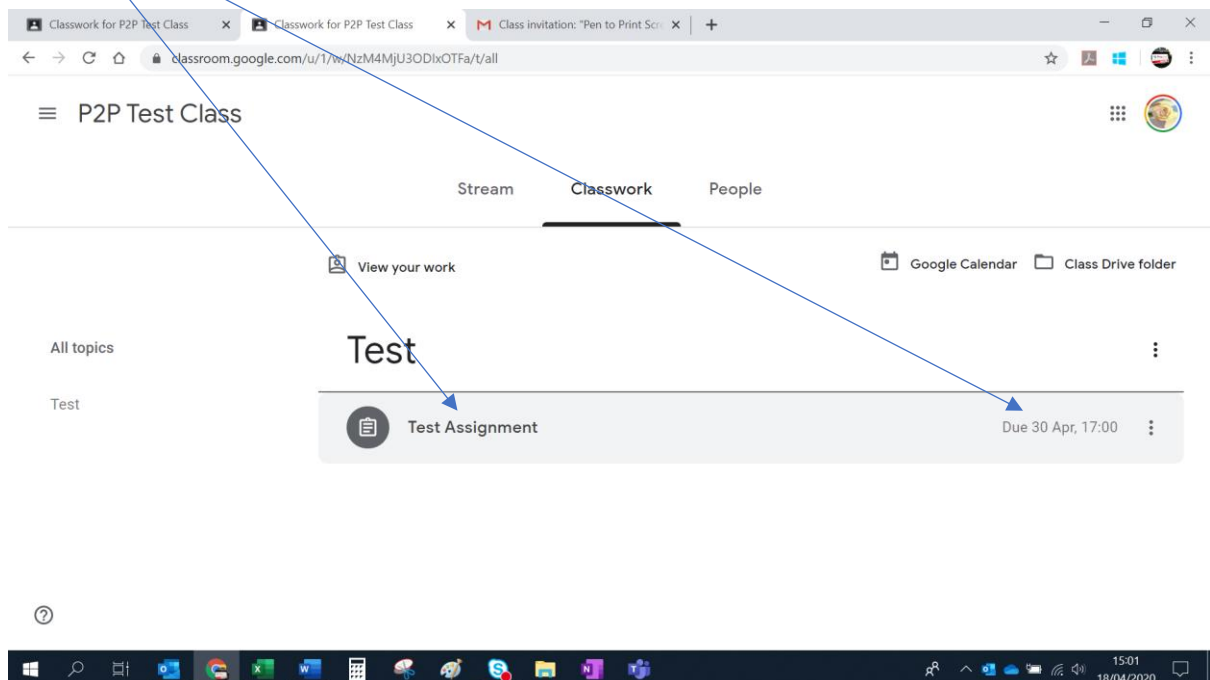 Classwork for P2P Test Class Classwork for P2P Test Class Class invitation: "Pen to Print Scr
classroom.google.com/u/1/w/NzM4MjU3ODIxOTFa/t/all
P2P Test Class
Stream Classwork People
View your work Google Calendar Class Drive folder
All topics
Test
Test
Test Assignment Due 30 Apr, 17:00
15:01
18/04/2020